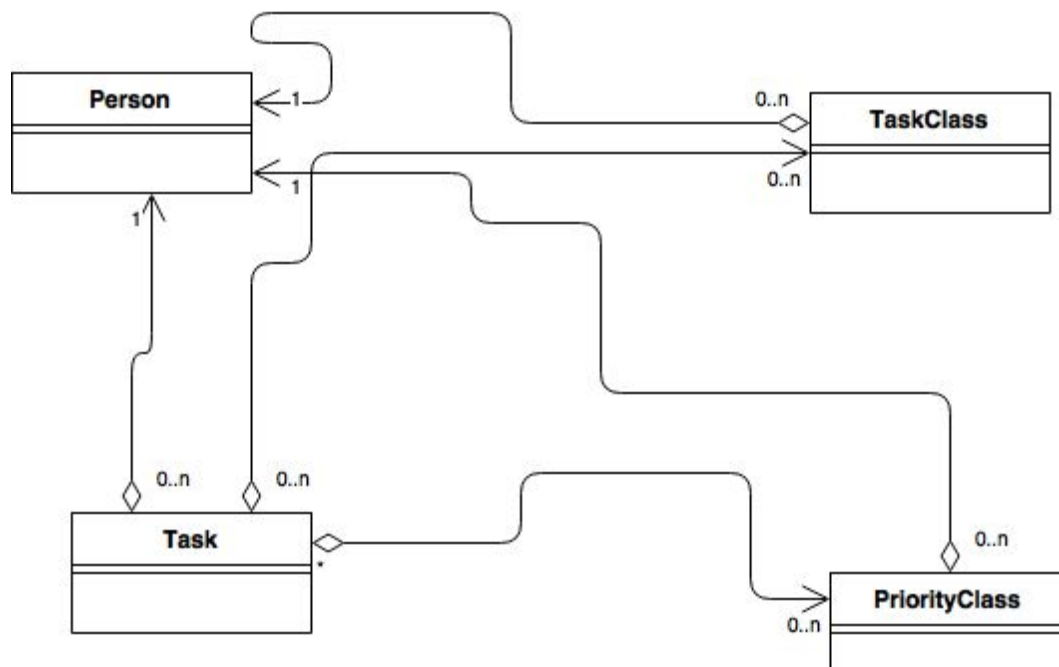 0..n
Person
1
TaskClass
0..n
1
1
0..n
0..n
0..n
Task
*
PriorityClass
0..n